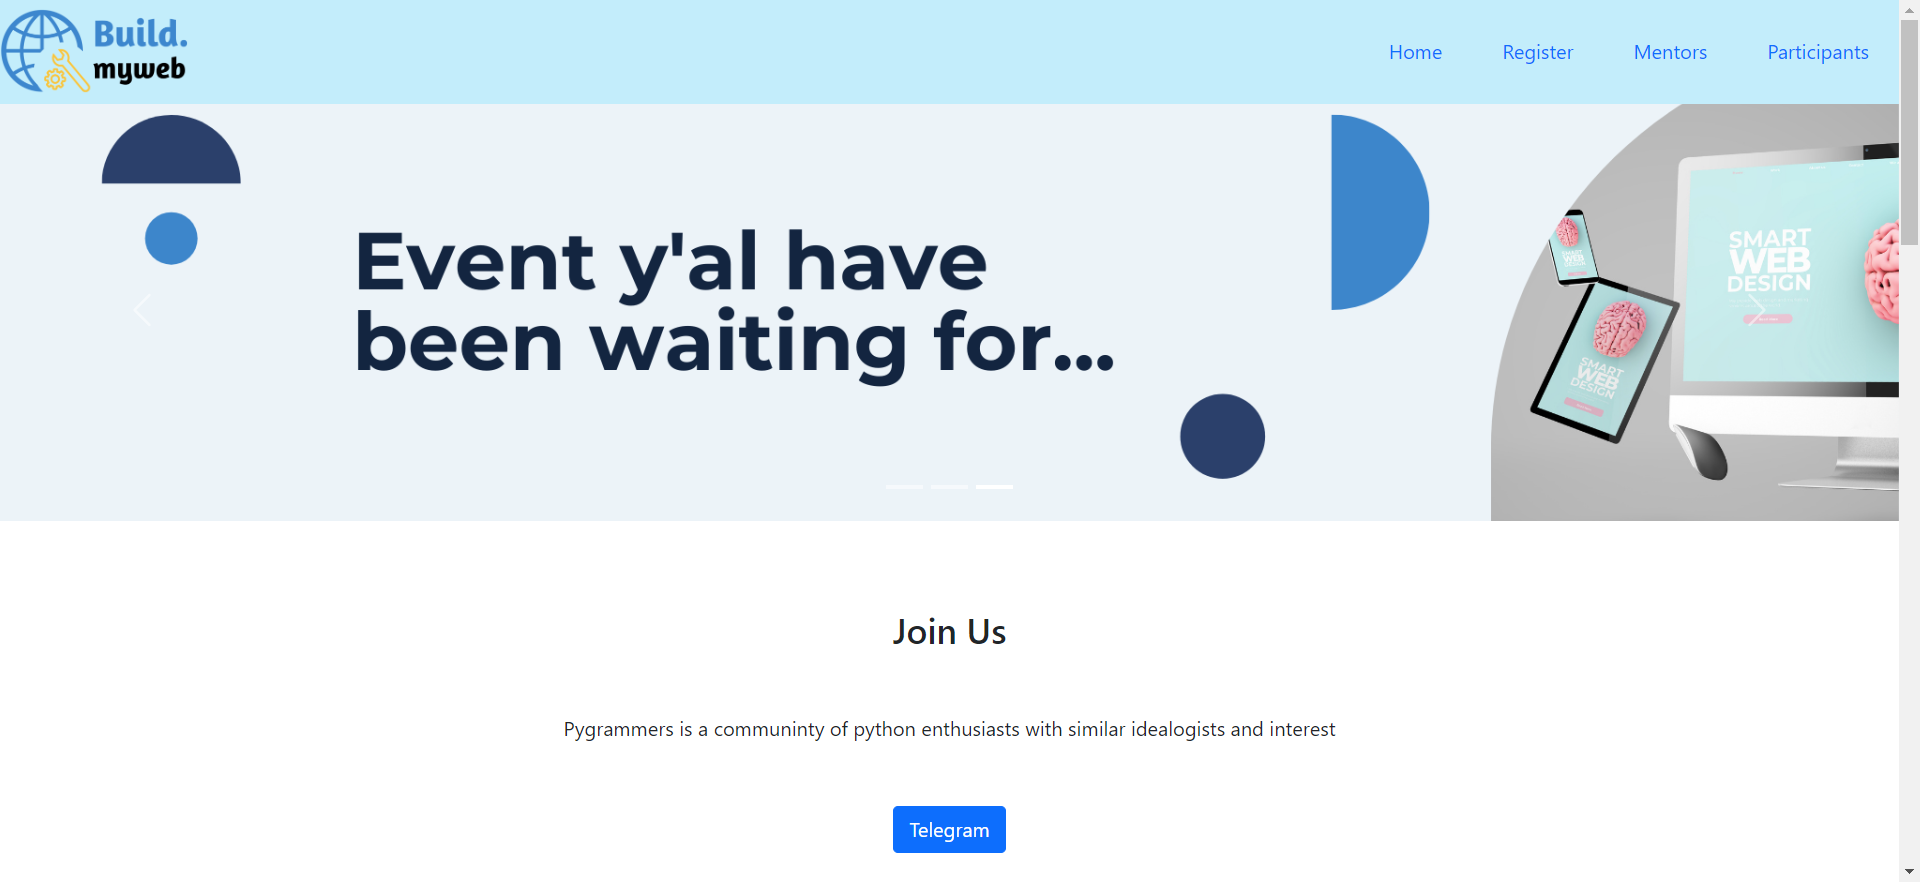 Build.
myweb
Home Register Mentors Participants
Event y'al have
been waiting for...
SMART
WEB
DESIGN
SMART
WEB
DESIGN
Join Us
Pygrammers is a communinty of python enthusiasts with similar idealogists and interest
Telegram